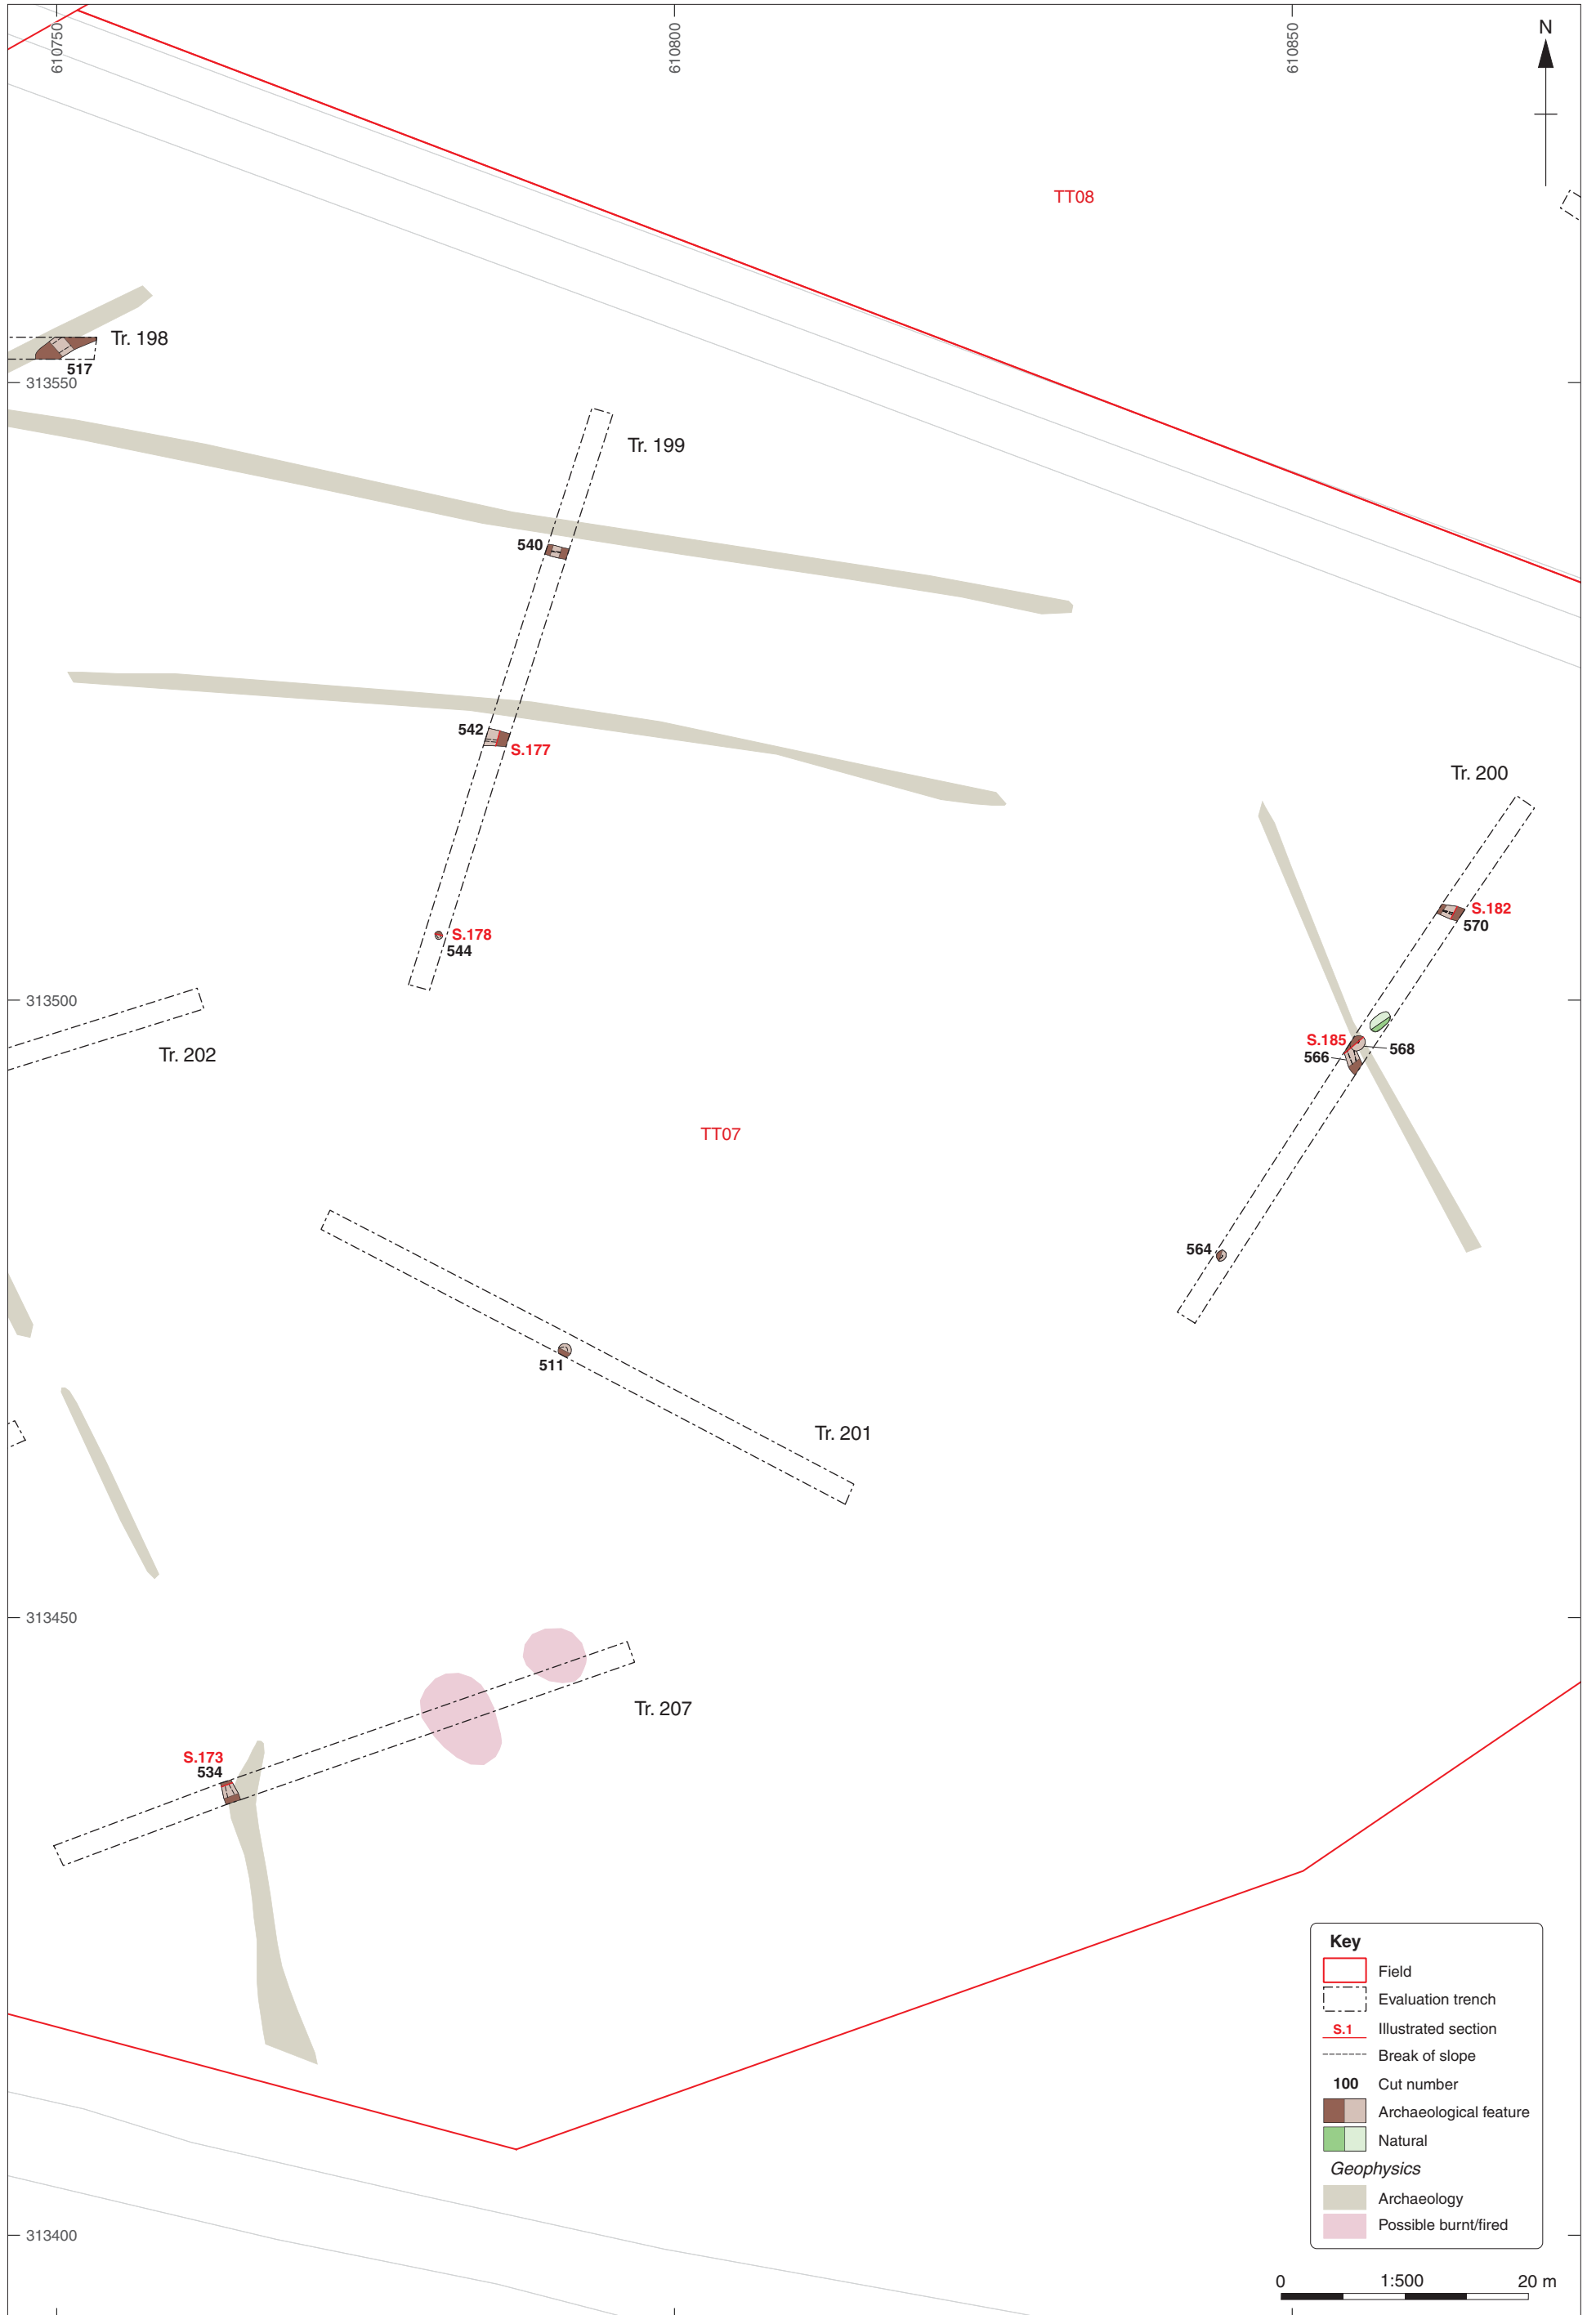 610750
610800
610850
N
TT08
Tr. 198
517
313550
Tr. 199
540
542
S.177
Tr. 200
S.182
570
S.178
544
313500
S.185
566
568
Tr. 202
TT07
564
511
Tr. 201
313450
Tr. 207
S.173
534
Key
Field
Evaluation trench
S.1 Illustrated section
Break of slope
100 Cut number
Archaeological feature
Natural
Geophysics
Archaeology
Possible burnt/fired
313400
0 1:500 20 m